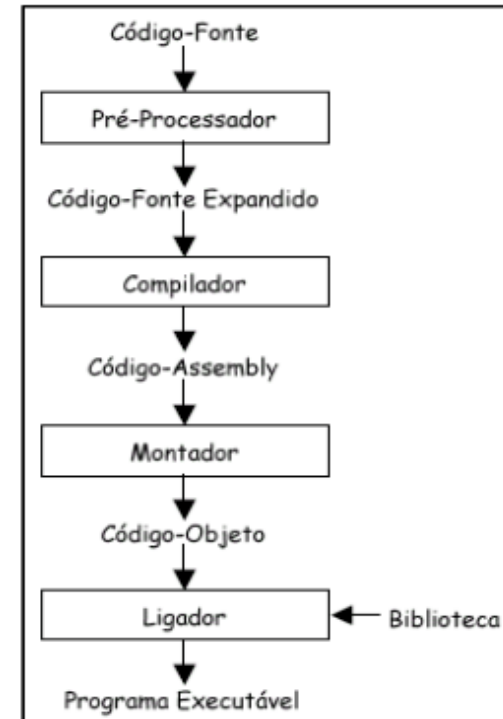 Código-Fonte
Pré-Processador
Código-Fonte Expandido
Compilador
Código-Assembly
Montador
Código-Objeto
Ligador
Biblioteca
Programa Executável